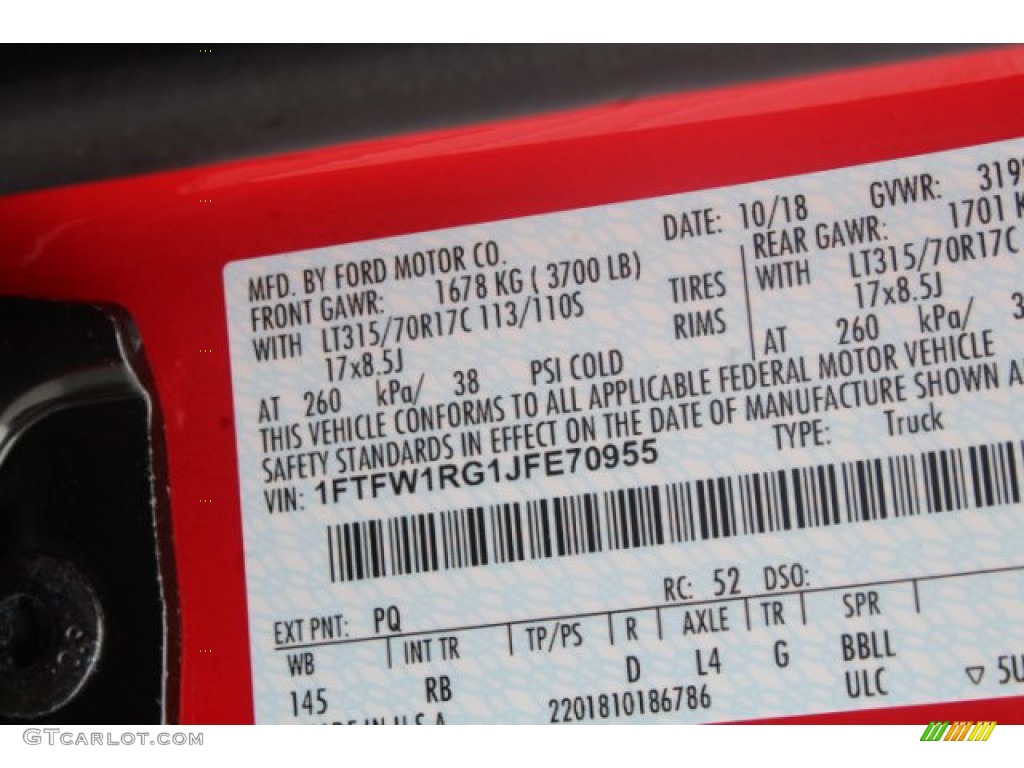 DATE: 10/18 GVWR: 319
MFD. BY FORD MOTOR CO.
FRONT GAWR: 1678 KG ( 3700 LB)
REAR GAWR: 1701 K
WITH LT315/70R17C 113/110S TIRES
WITH LT315/70R17C
17x8.5J RIMS
17x8.5J
AT 260 kPa/ 38 PSI COLD
AT 260 kPa/ 3
THIS VEHICLE CONFORMS TO ALL APPLICABLE FEDERAL MOTOR VEHICLE
SAFETY STANDARDS IN EFFECT ON THE DATE OF MANUFACTURE SHOWN A
VIN: 1FTFW1RG1JFE70955 TYPE: Truck
EXT PNT: PQ RC: 52 DSO:
WB INT TR TP/PS R AXLE TR SPR
145 RB D L4 G BBLL
2201810186786 ULC ▽ 5U
MADE IN U.S.A.
GTCARLOT.COM